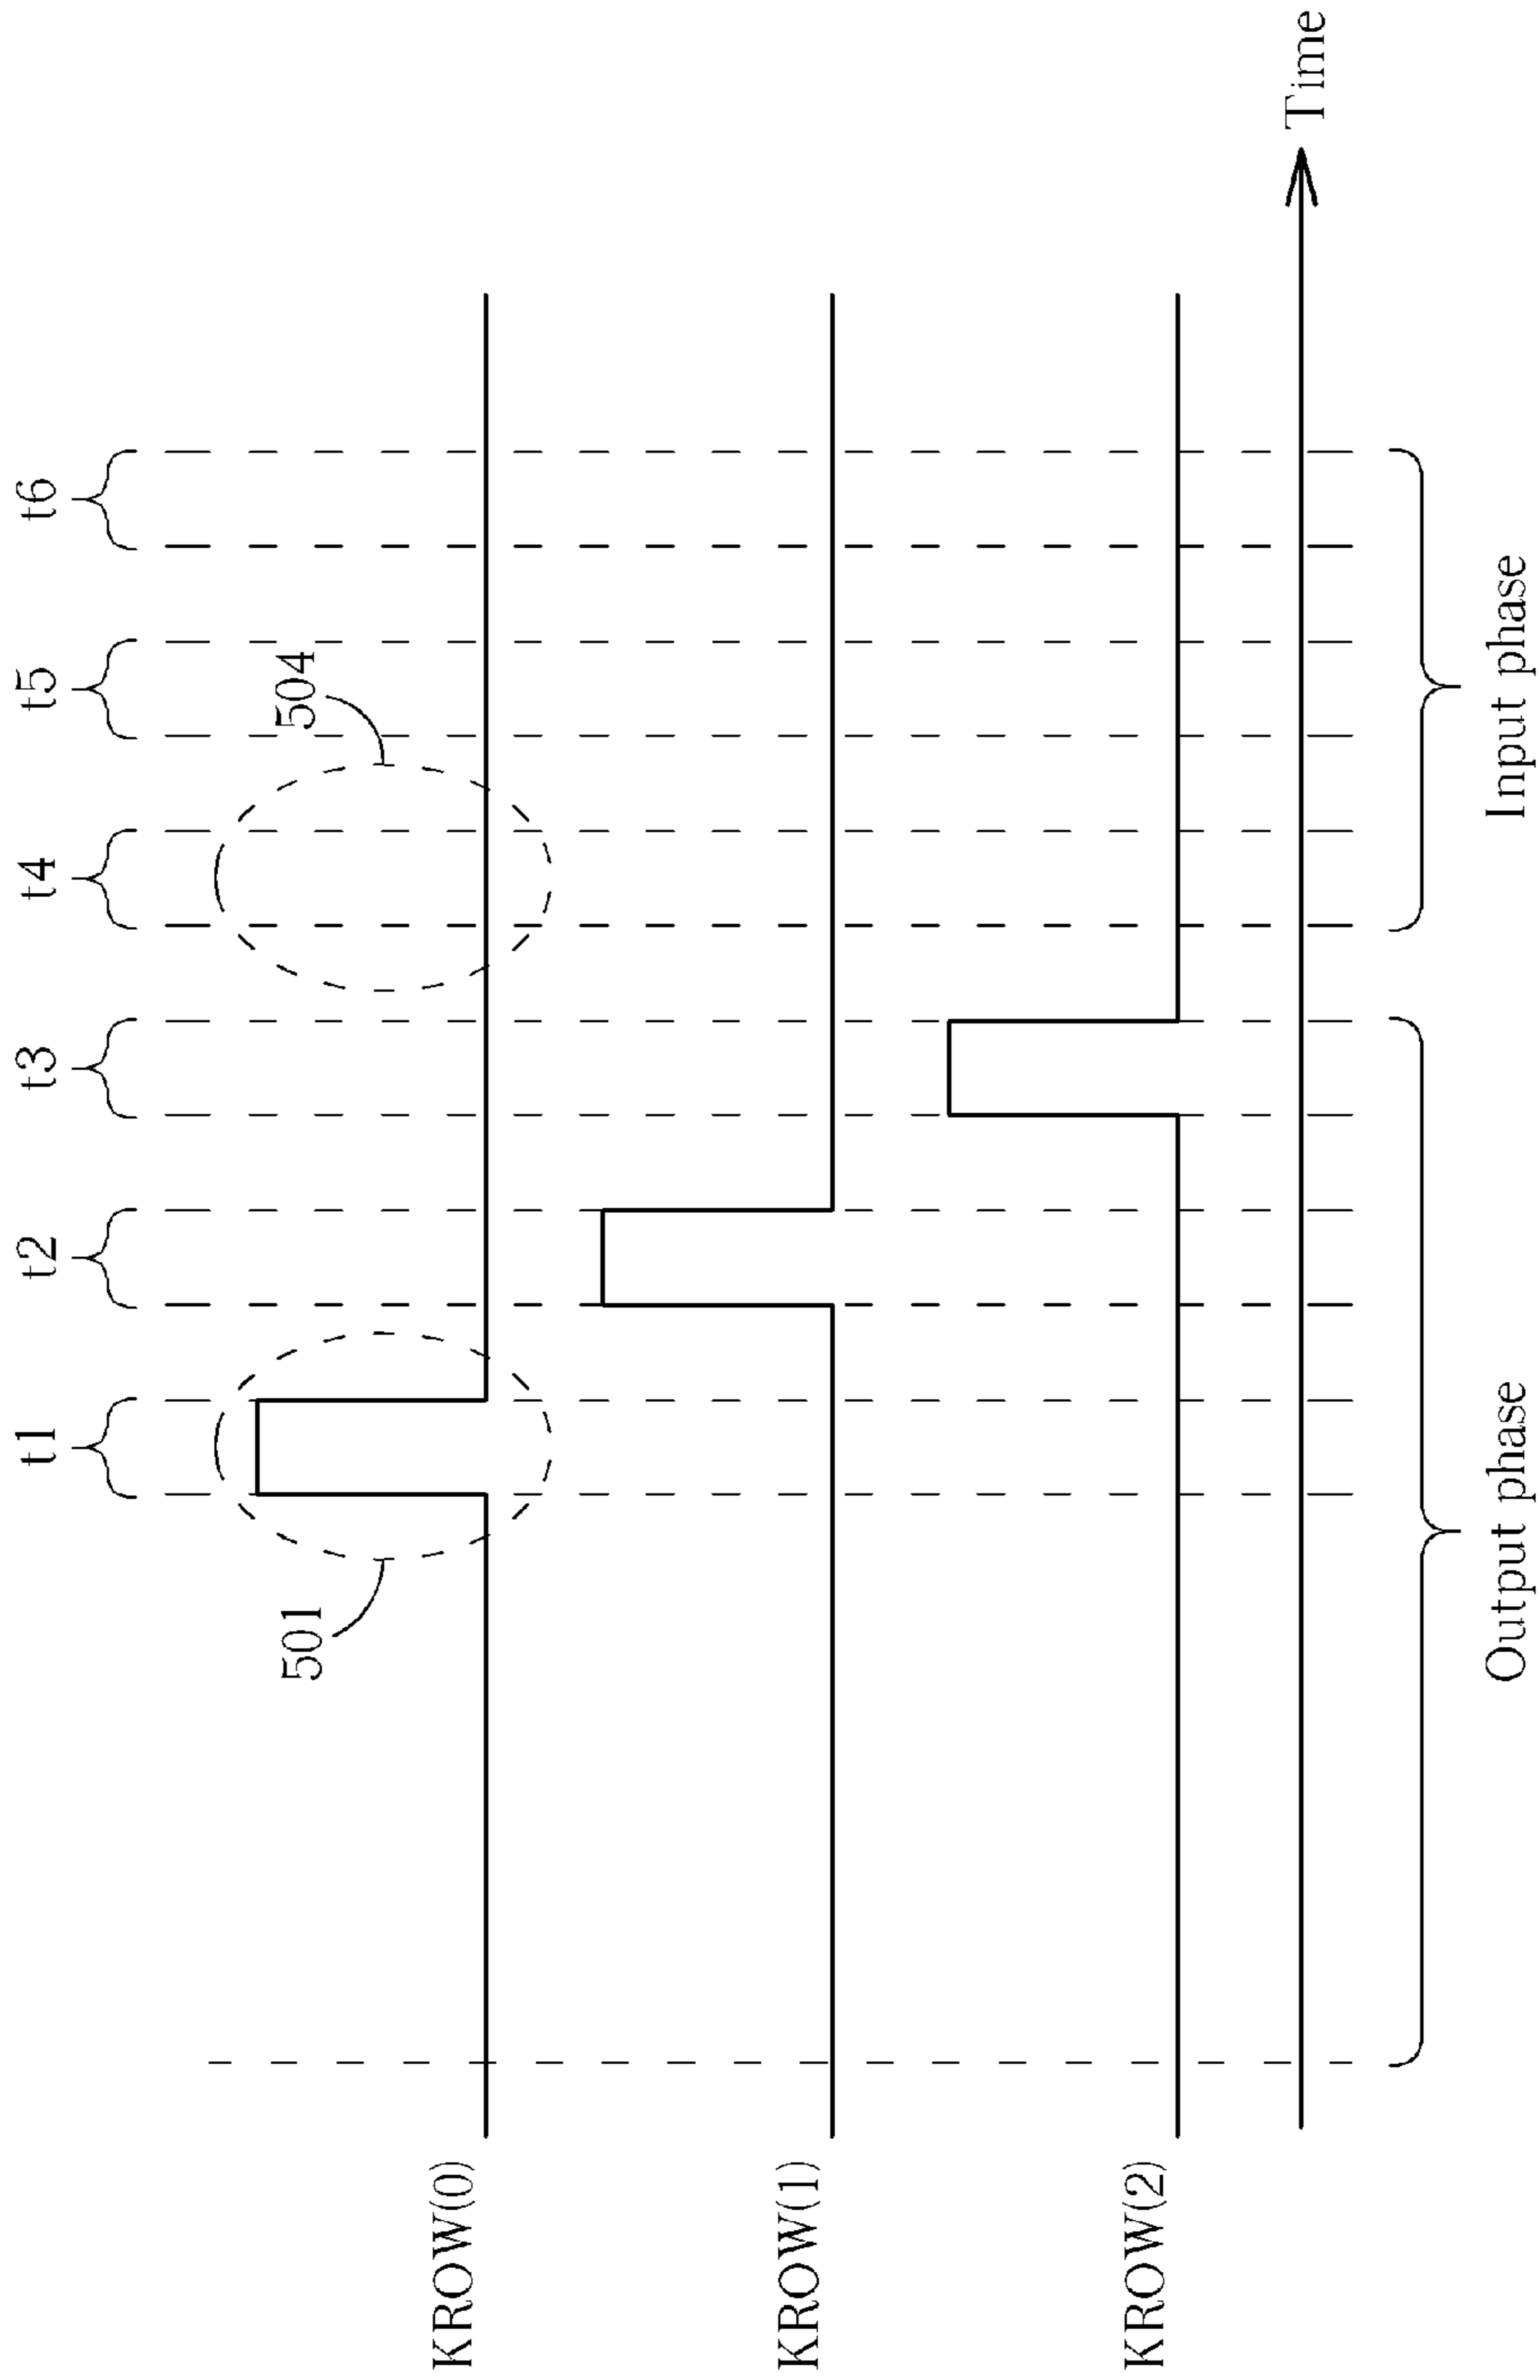 t1
t2
t3
t4
t5
t6
501
504
KROW(0)
KROW(1)
KROW(2)
Time
Output phase
Input phase